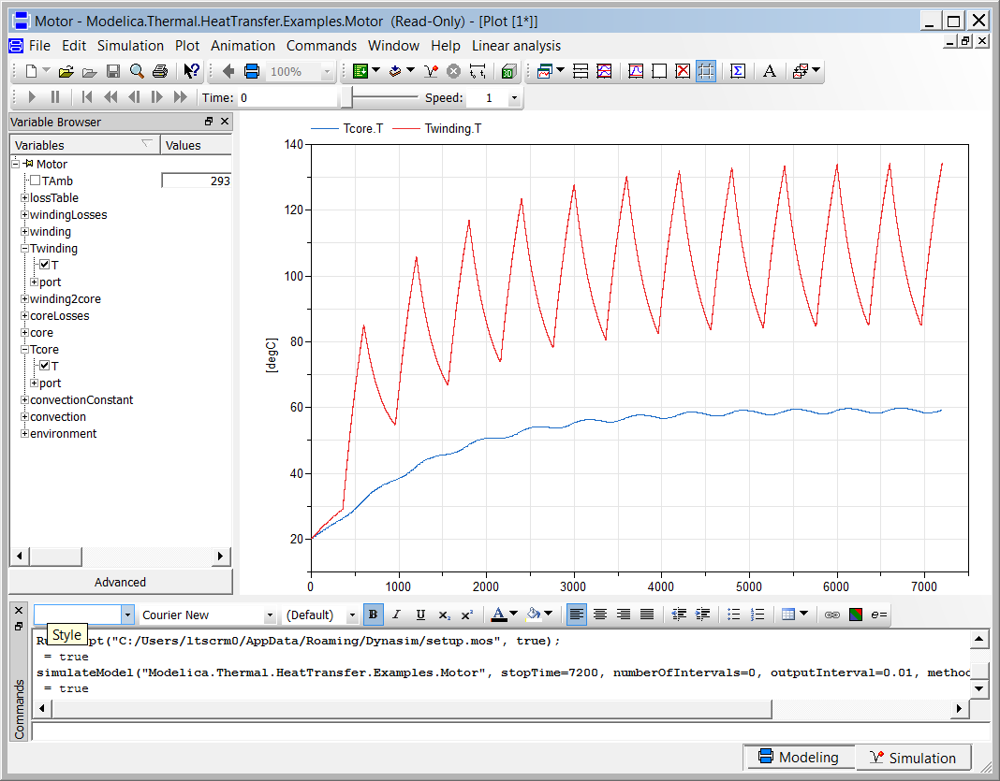 Motor - Modelica.Thermal.HeatTransfer.Examples.Motor (Read-Only) - [Plot [1*]]
File Edit Simulation Plot Animation Commands Window Help Linear analysis
100%
Time: 0 Speed: 1
Variable Browser
Variables Values
Motor
TAmb 293
lossTable
windingLosses
winding
Twinding
T
port
winding2core
coreLosses
core
Tcore
T
port
convectionConstant
convection
environment
Advanced
Tcore.T Twinding.T
140
120
100
80
60
40
20
[degC]
0 1000 2000 3000 4000 5000 6000 7000
Courier New (Default) B I U x₂ x² A e=
Style
pt("C:/Users/ltscrm0/AppData/Roaming/Dynasim/setup.mos", true);
= true
simulateModel("Modelica.Thermal.HeatTransfer.Examples.Motor", stopTime=7200, numberOfIntervals=0, outputInterval=0.01, metho
= true
Commands
Modeling Simulation